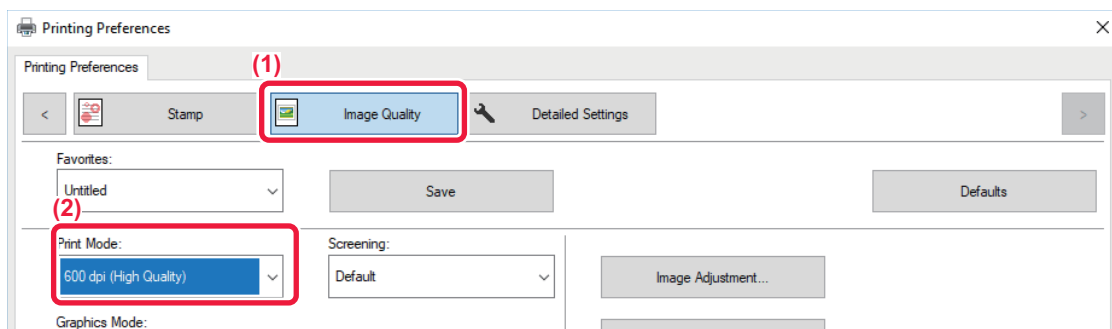 Printing Preferences
Printing Preferences
(1)
< Stamp Image Quality Detailed Settings >
Favorites:
Untitled Save Defaults
(2)
Print Mode: Screening:
600 dpi (High Quality) Default Image Adjustment...
Graphics Mode: